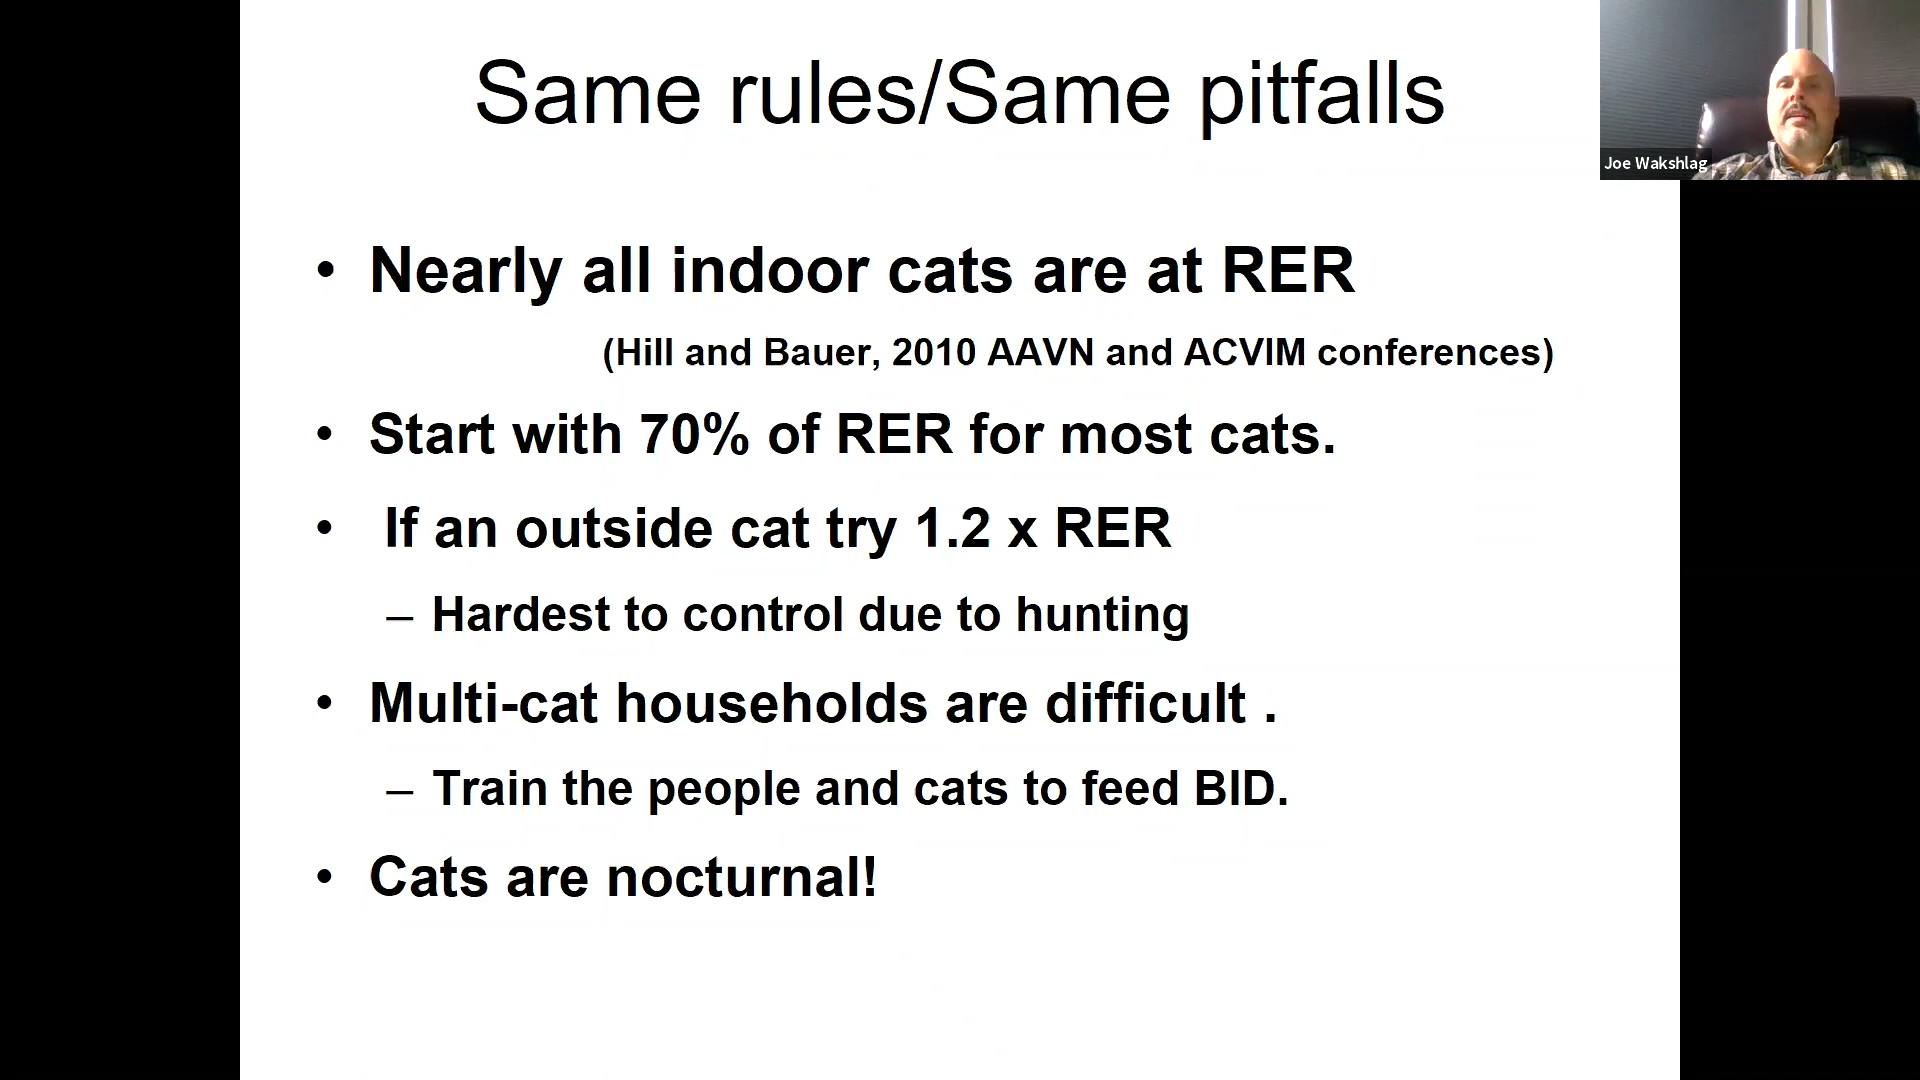 Same rules/Same pitfalls
Joe Wakshlag
• Nearly all indoor cats are at RER
(Hill and Bauer, 2010 AAVN and ACVIM conferences)
• Start with 70% of RER for most cats.
• If an outside cat try 1.2 x RER
– Hardest to control due to hunting
• Multi-cat households are difficult .
– Train the people and cats to feed BID.
• Cats are nocturnal!